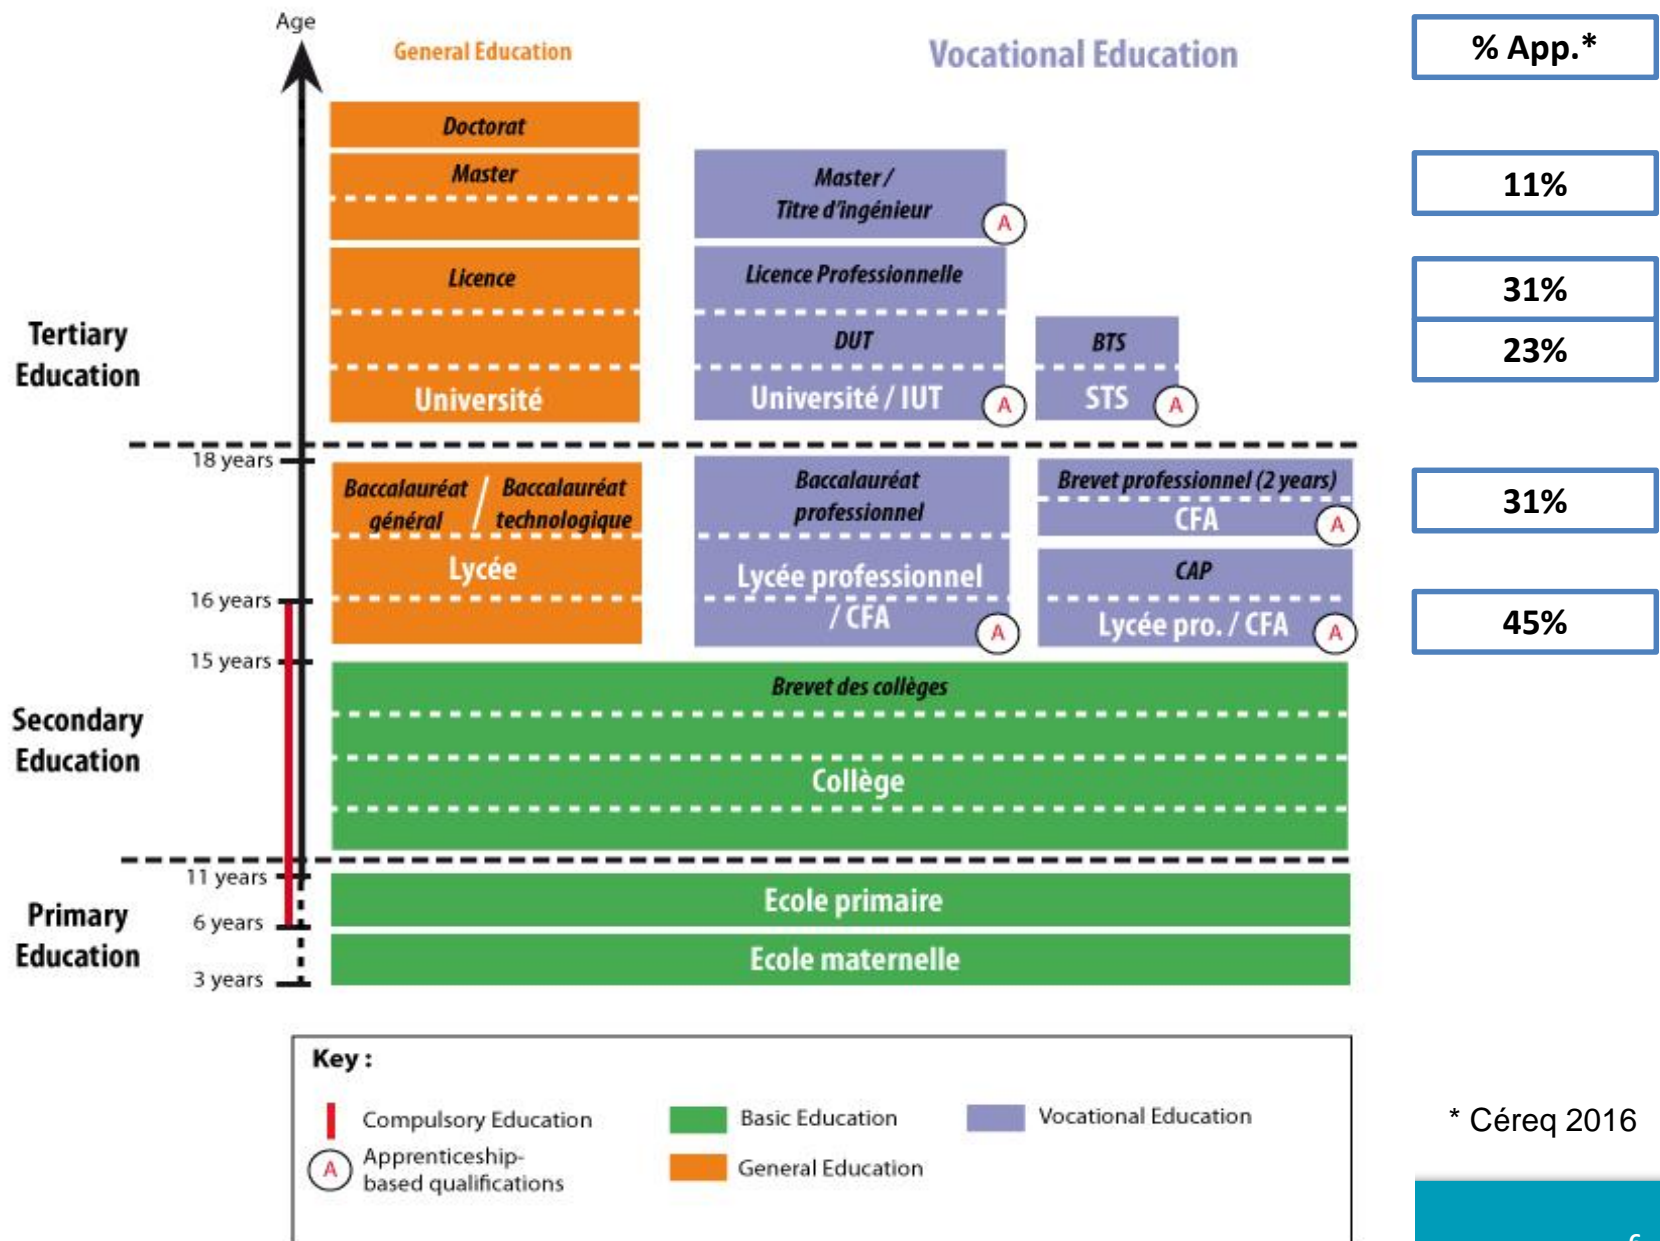 Age
General Education
Vocational Education
% App.*
Doctorat
Master
Master /
Titre d'ingénieur
A
11%
Licence
Licence Professionnelle
31%
Tertiary
Education
DUT
BTS
23%
Université
Université / IUT
A
STS
A
18 years
Baccalauréat
général
/
Baccalauréat
technologique
Baccalauréat
professionnel
Brevet professionnel (2 years)
CFA
A
31%
Lycée
Lycée professionnel
/ CFA
A
CAP
Lycée pro. / CFA
A
45%
16 years
15 years
Secondary
Education
Brevet des collèges
Collège
11 years
Primary
Education
Ecole primaire
6 years
Ecole maternelle
3 years
Key :
Compulsory Education
Basic Education
Vocational Education
A
Apprenticeship-
based qualifications
General Education
* Céreq 2016